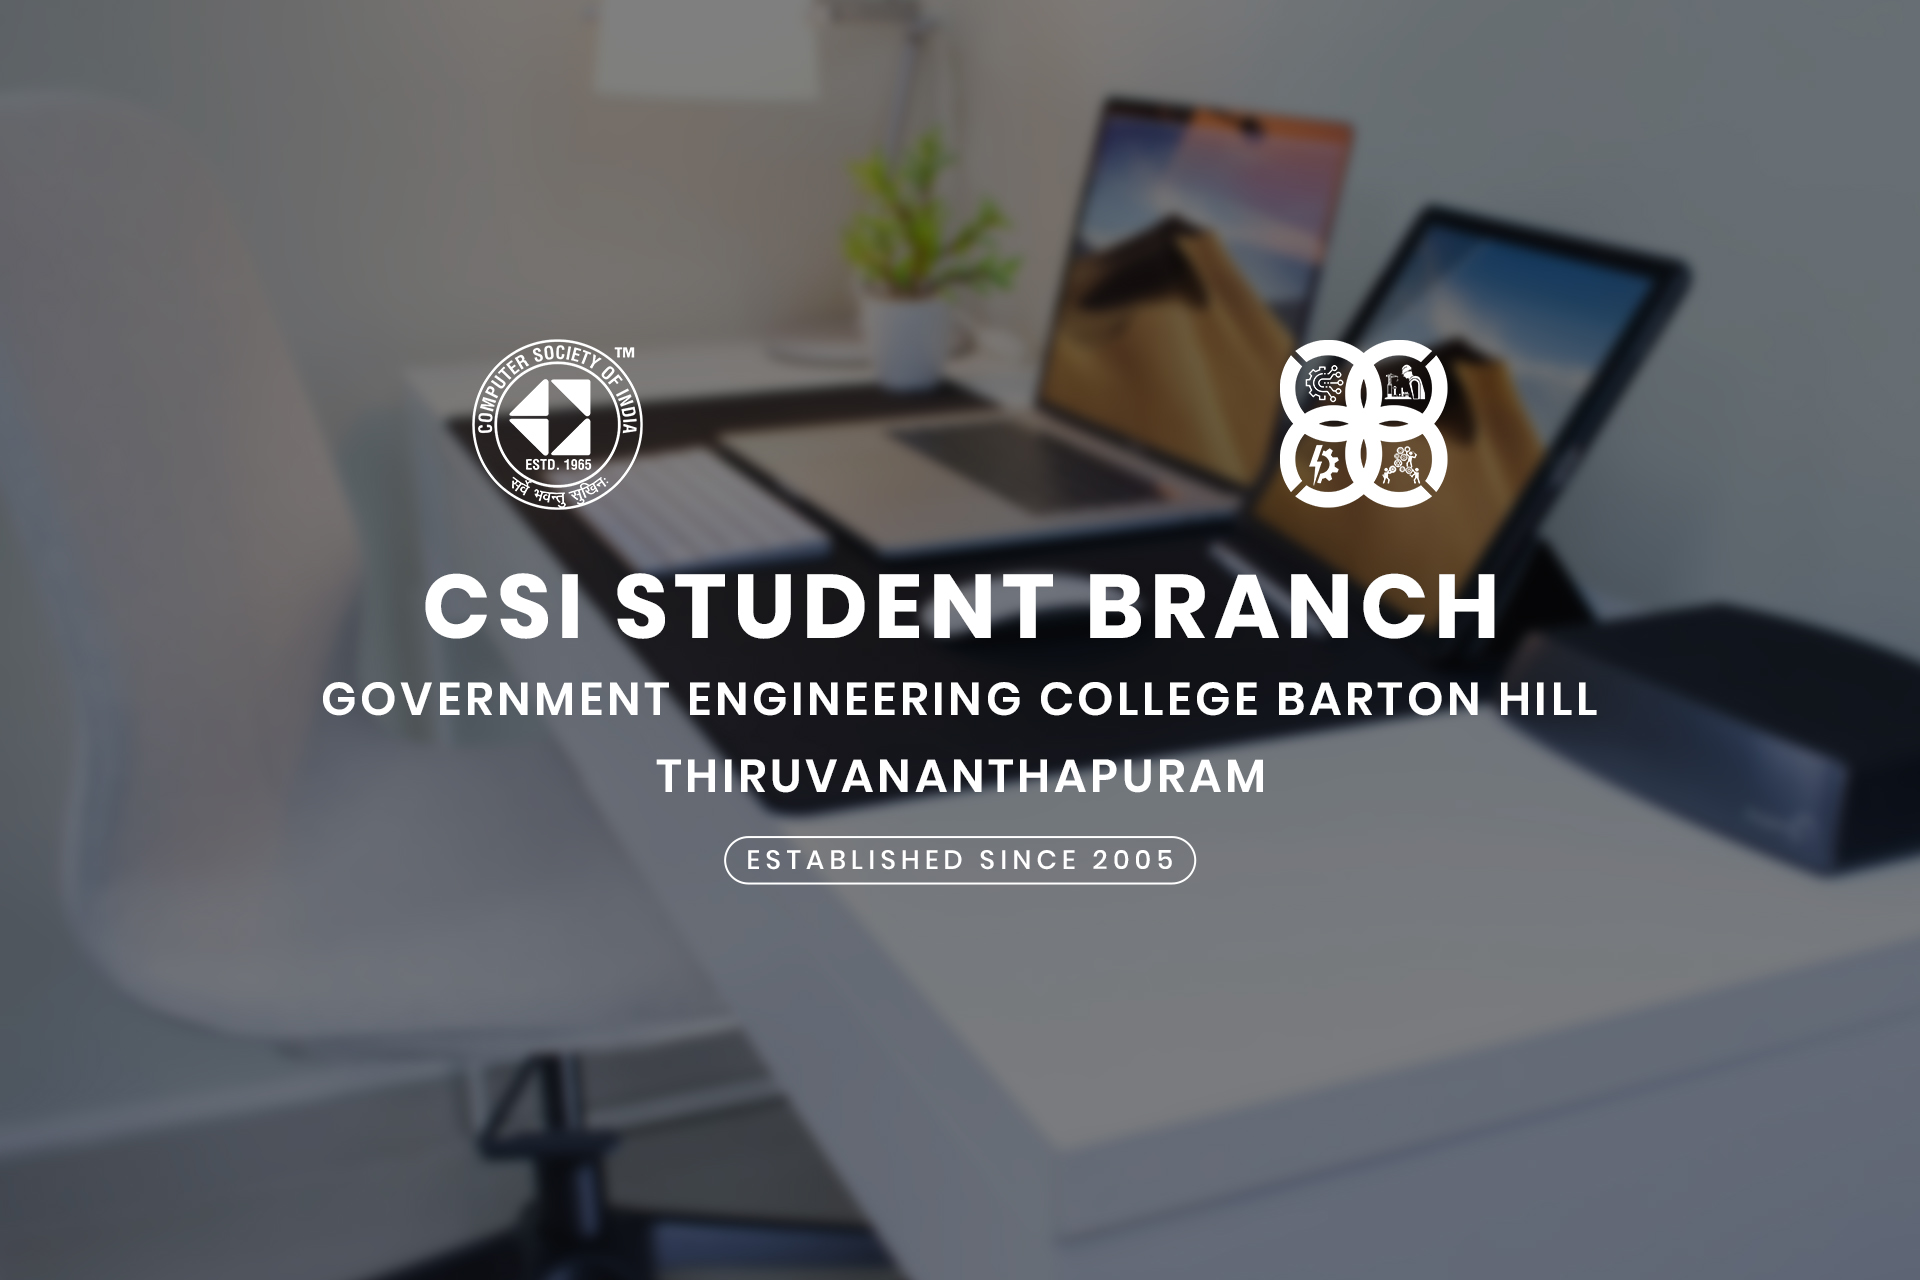 COMPUTER SOCIETY OF INDIA
TM
ESTD. 1965
सर्वे भवन्तु सुखिनः
CSI STUDENT BRANCH
GOVERNMENT ENGINEERING COLLEGE BARTON HILL
THIRUVANANTHAPURAM
ESTABLISHED SINCE 2005